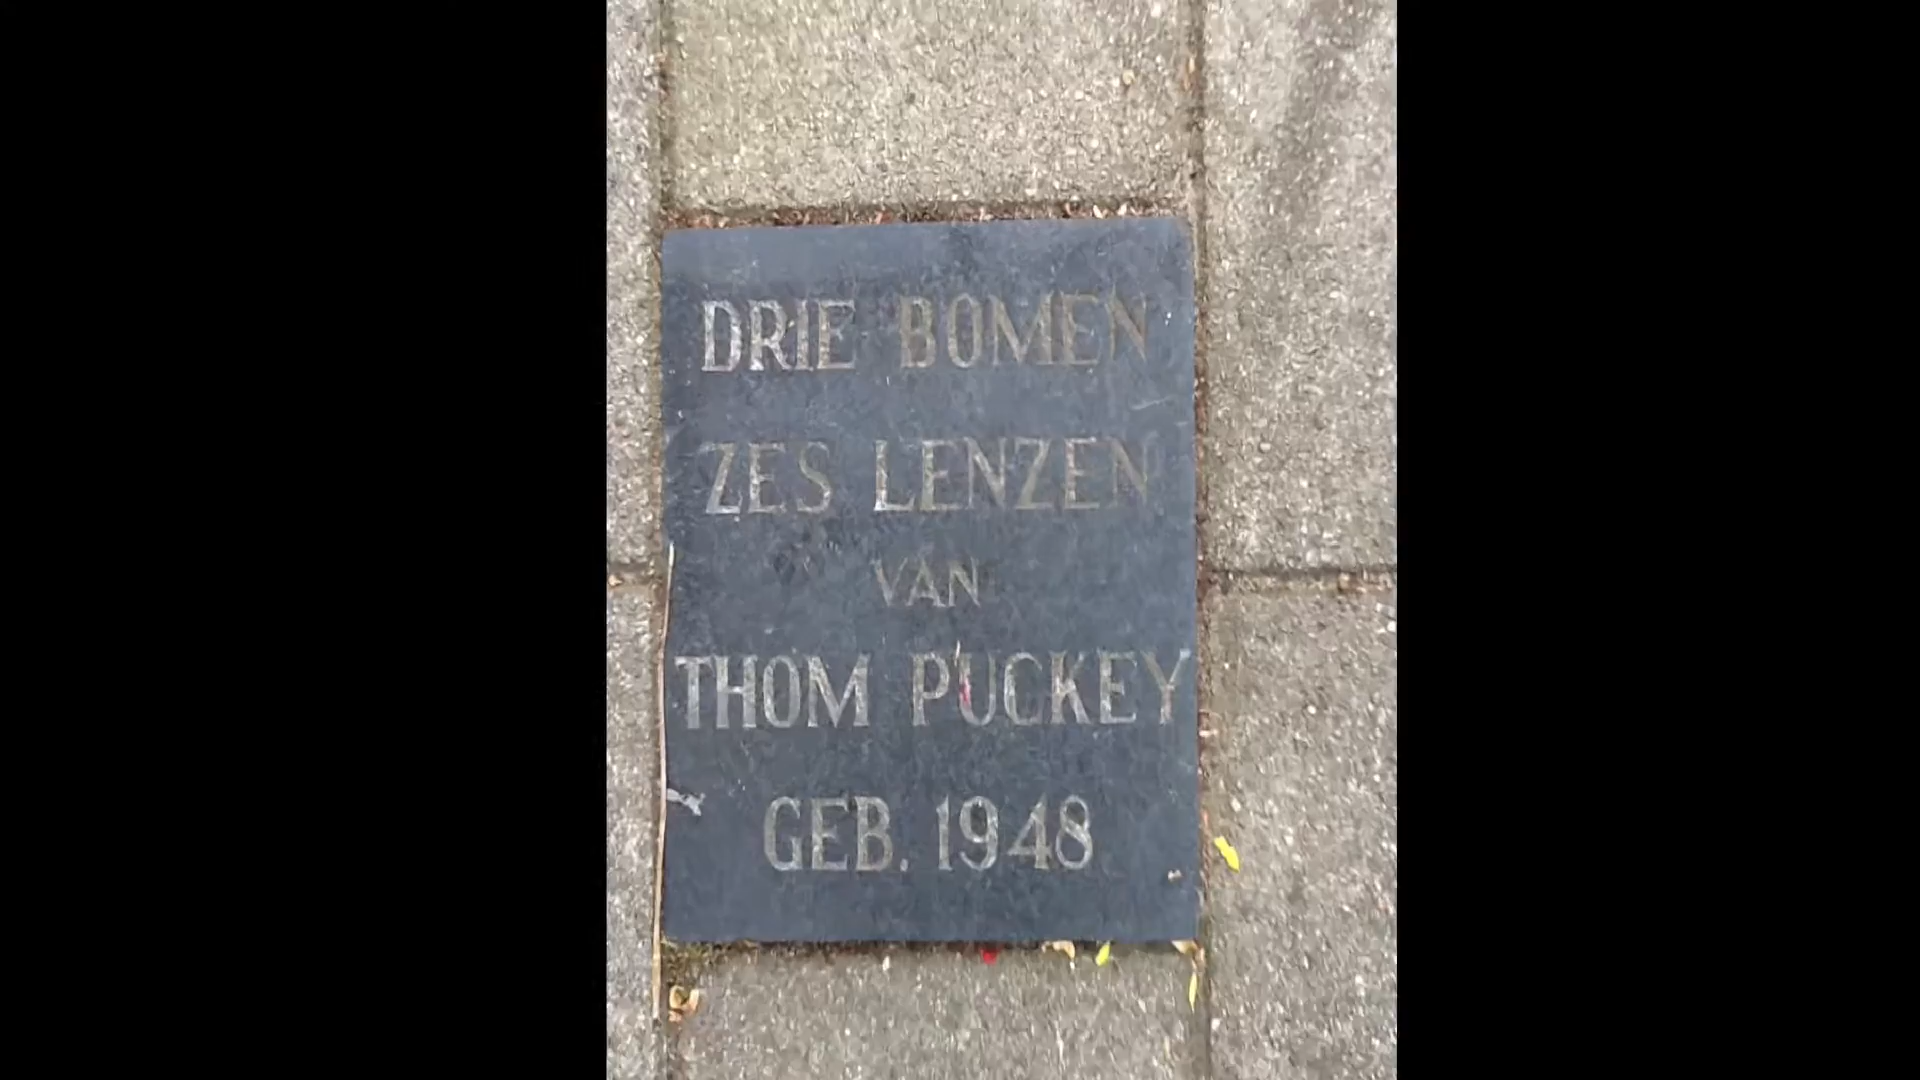 DRIE BOMEN
ZES LENZEN
VAN
THOM PUCKEY
GEB. 1948